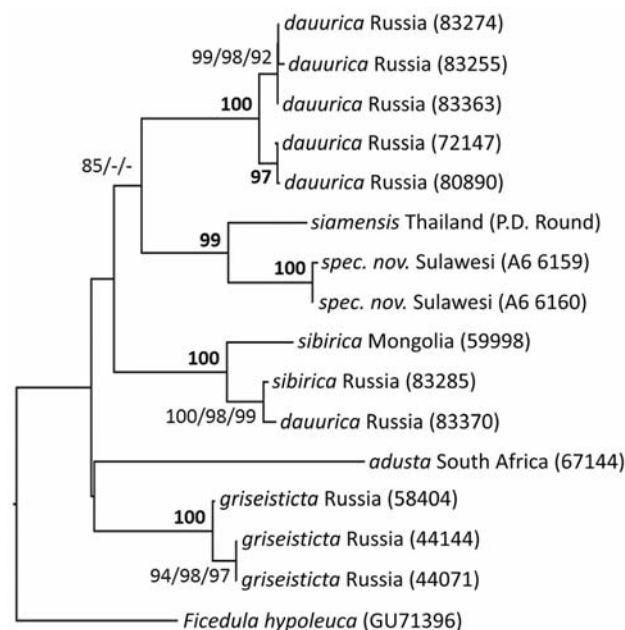 dauurica Russia (83274)
99/98/92
dauurica Russia (83255)
dauurica Russia (83363)
100
dauurica Russia (72147)
85/-/-
97
dauurica Russia (80890)
siamensis Thailand (P.D. Round)
99
spec. nov. Sulawesi (A6 6159)
100
spec. nov. Sulawesi (A6 6160)
sibirica Mongolia (59998)
100
sibirica Russia (83285)
100/98/99
dauurica Russia (83370)
adusta South Africa (67144)
griseisticta Russia (58404)
100
griseisticta Russia (44144)
94/98/97
griseisticta Russia (44071)
Ficedula hypoleuca (GU71396)